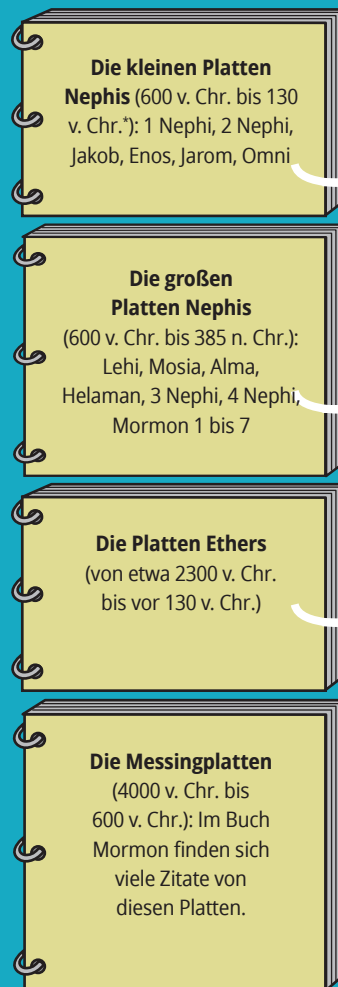 Die kleinen Platten
Nephis (600 v. Chr. bis 130
v. Chr.*): 1 Nephi, 2 Nephi,
Jakob, Enos, Jarom, Omni
Die großen
Platten Nephis
(600 v. Chr. bis 385 n. Chr.):
Lehi, Mosia, Alma,
Helaman, 3 Nephi, 4 Nephi,
Mormon 1 bis 7
Die Platten Ethers
(von etwa 2300 v. Chr.
bis vor 130 v. Chr.)
Die Messingplatten
(4000 v. Chr. bis
600 v. Chr.): Im Buch
Mormon finden sich
viele Zitate von
diesen Platten.